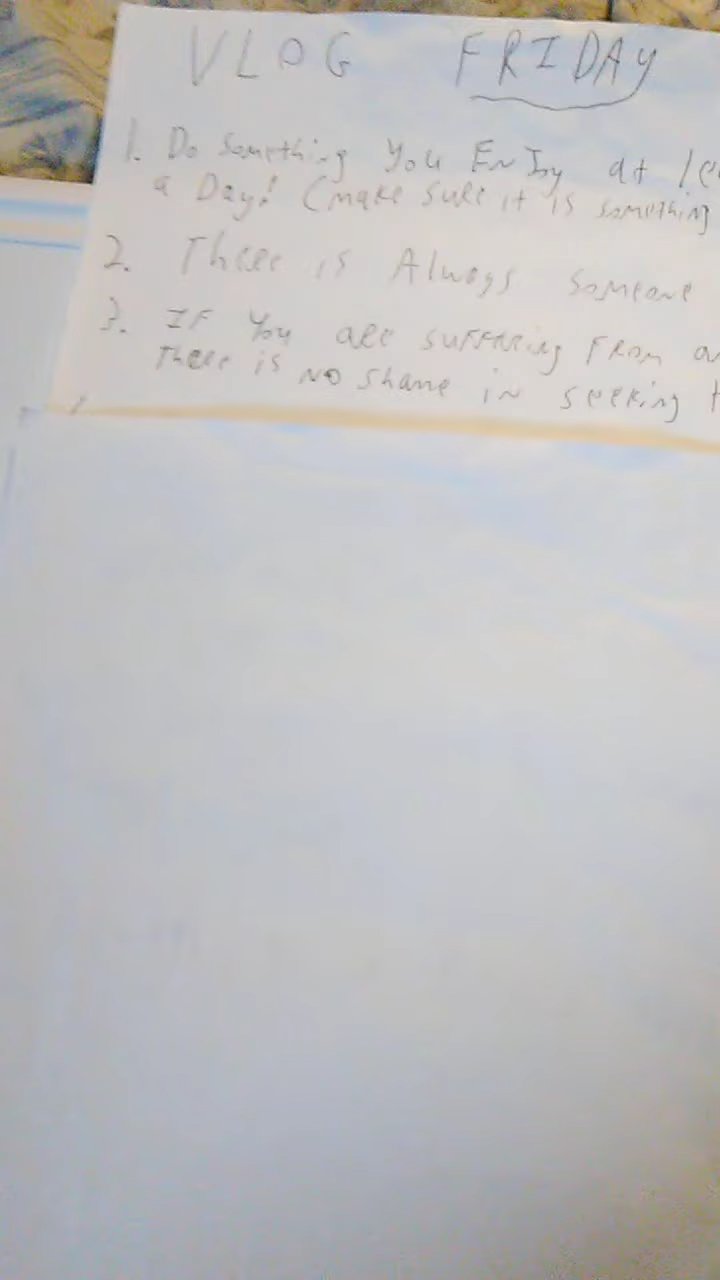 VLOG FRIDAY
1. Do Something You EnJoy at
a Day! (make sure it is something
2. There is Always someone
3. IF You are suffering From
There is NO Shame in seeking